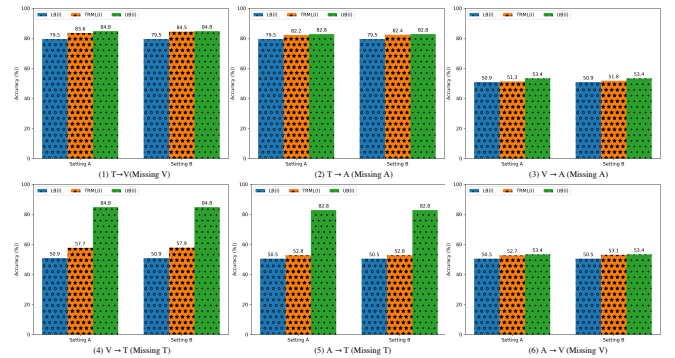 LB(I) TRML(I) UB(I)
Accuracy (%))
100
80
60
40
20
0
79.5 83.6 84.8 79.5 84.5 84.8
Setting A Setting B
(1) T→V(Missing V)
LB(I) TRML(I) UB(I)
Accuracy (%))
100
80
60
40
20
0
79.5 82.2 82.8 79.5 82.4 82.8
Setting A Setting B
(2) T → A (Missing A)
LB(I) TRML(I) UB(I)
Accuracy (%))
100
80
60
40
20
0
50.9 51.3 53.4 50.9 51.8 53.4
Setting A Setting B
(3) V → A (Missing A)
LB(I) TRML(I) UB(I)
Accuracy (%))
100
80
60
40
20
0
50.9 57.7 84.8 50.9 57.9 84.8
Setting A Setting B
(4) V → T (Missing T)
LB(I) TRML(I) UB(I)
Accuracy (%))
100
80
60
40
20
0
50.5 52.8 82.8 50.5 52.8 82.8
Setting A Setting B
(5) A → T (Missing T)
LB(I) TRML(I) UB(I)
Accuracy (%))
100
80
60
40
20
0
50.5 52.7 53.4 50.5 53.1 53.4
Setting A Setting B
(6) A → V (Missing V)